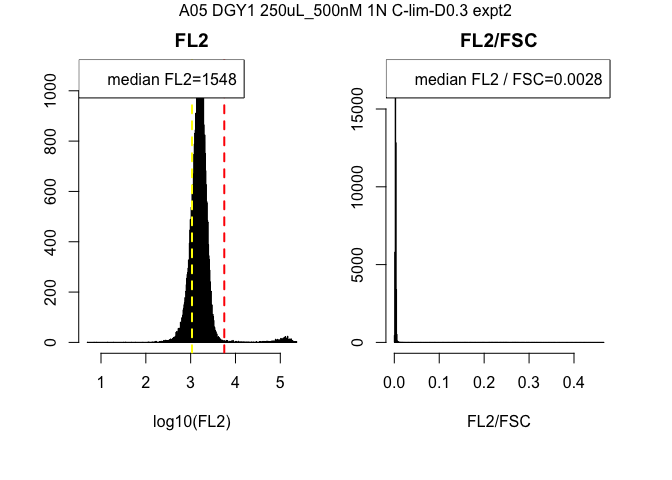 A05 DGY1 250uL_500nM 1N C-lim-D0.3 expt2
FL2
median FL2=1548
0
200
400
600
800
1000
1 2 3 4 5
log10(FL2)
FL2/FSC
median FL2 / FSC=0.0028
0
5000
10000
15000
0.0 0.1 0.2 0.3 0.4
FL2/FSC